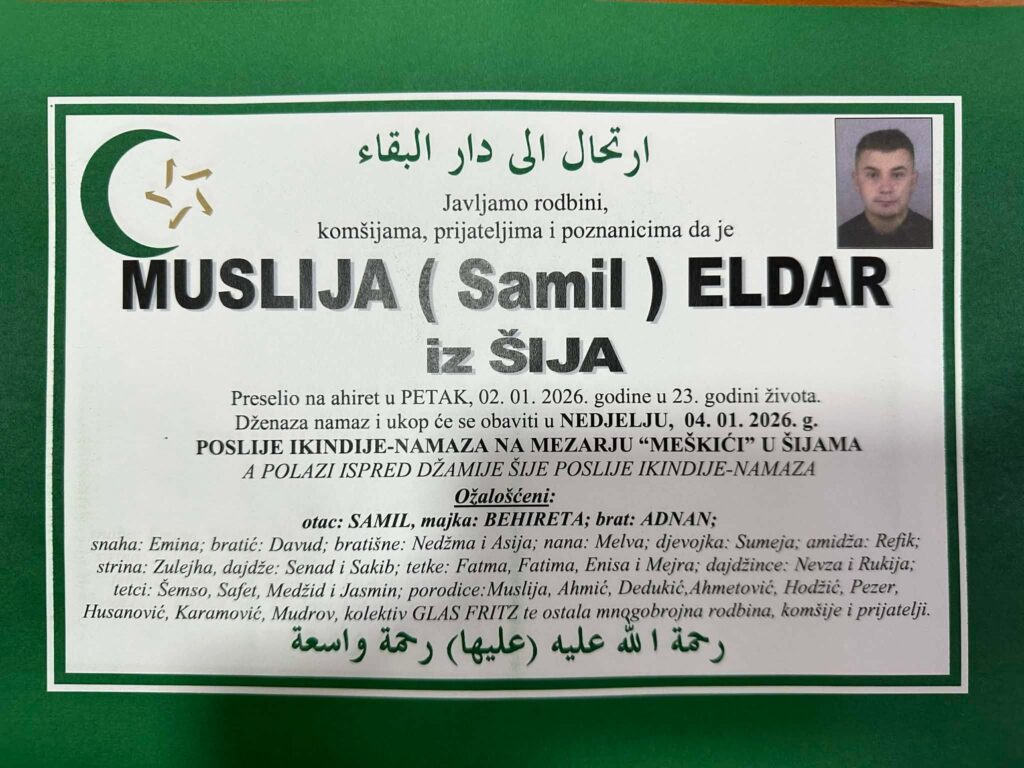 ارتحال الى دار البقاء
Javljamo rodbini,
komšijama, prijateljima i poznanicima da je
MUSLIJA ( Samil ) ELDAR
iz ŠIJA
Preselio na ahiret u PETAK, 02. 01. 2026. godine u 23. godini života.
Dženaza namaz i ukop će se obaviti u NEDJELJU, 04. 01. 2026. g.
POSLIJE IKINDIJE-NAMAZA NA MEZARJU “MEŠKIĆI” U ŠIJAMA
A POLAZI ISPRED DŽAMIJE ŠIJE POSLIJE IKINDIJE-NAMAZA
Ožalošćeni:
otac: SAMIL, majka: BEHIRETA; brat: ADNAN;
snaha: Emina; bratić: Davud; bratišne: Nedžma i Asija; nana: Melva; djevojka: Sumeja; amidža: Refik;
strina: Zulejha, dajdže: Senad i Sakib; tetke: Fatma, Fatima, Enisa i Mejra; dajdžince: Nevza i Rukija;
tetci: Šemso, Safet, Medžid i Jasmin; porodice:Muslija, Ahmić, Dedukić,Ahmetović, Hodžić, Pezer,
Husanović, Karamović, Mudrov, kolektiv GLAS FRITZ te ostala mnogobrojna rodbina, komšije i prijatelji.
رحمة الله عليه (عليها) رحمة واسعة